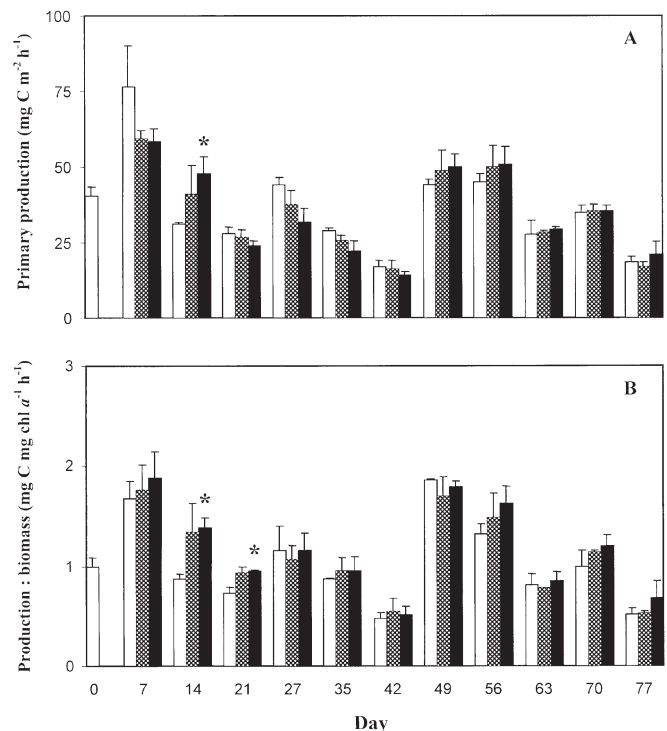 A
Primary production (mg C m⁻² h⁻¹)
100
75
50
25
0
*
B
Production : biomass (mg C mg chl a⁻¹ h⁻¹)
3
2
1
0
*
*
0 7 14 21 27 35 42 49 56 63 70 77
Day